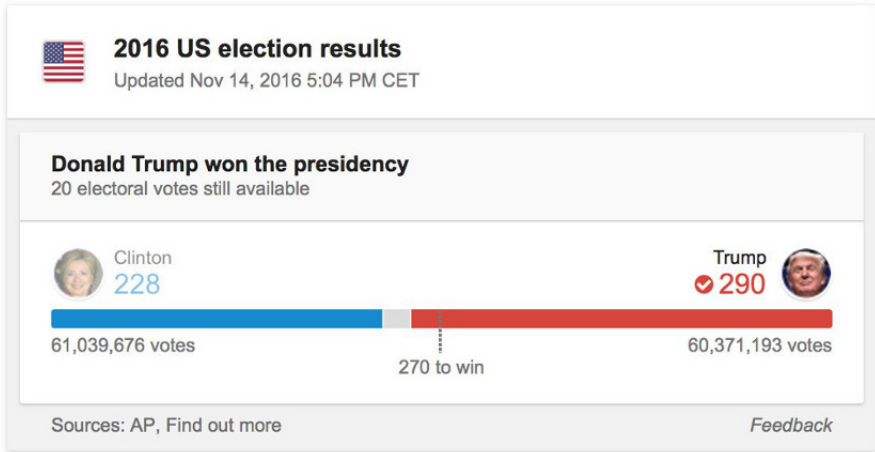 2016 US election results
Updated Nov 14, 2016 5:04 PM CET
Donald Trump won the presidency
20 electoral votes still available
Clinton
228
Trump
290
61,039,676 votes
60,371,193 votes
270 to win
Sources: AP, Find out more
Feedback